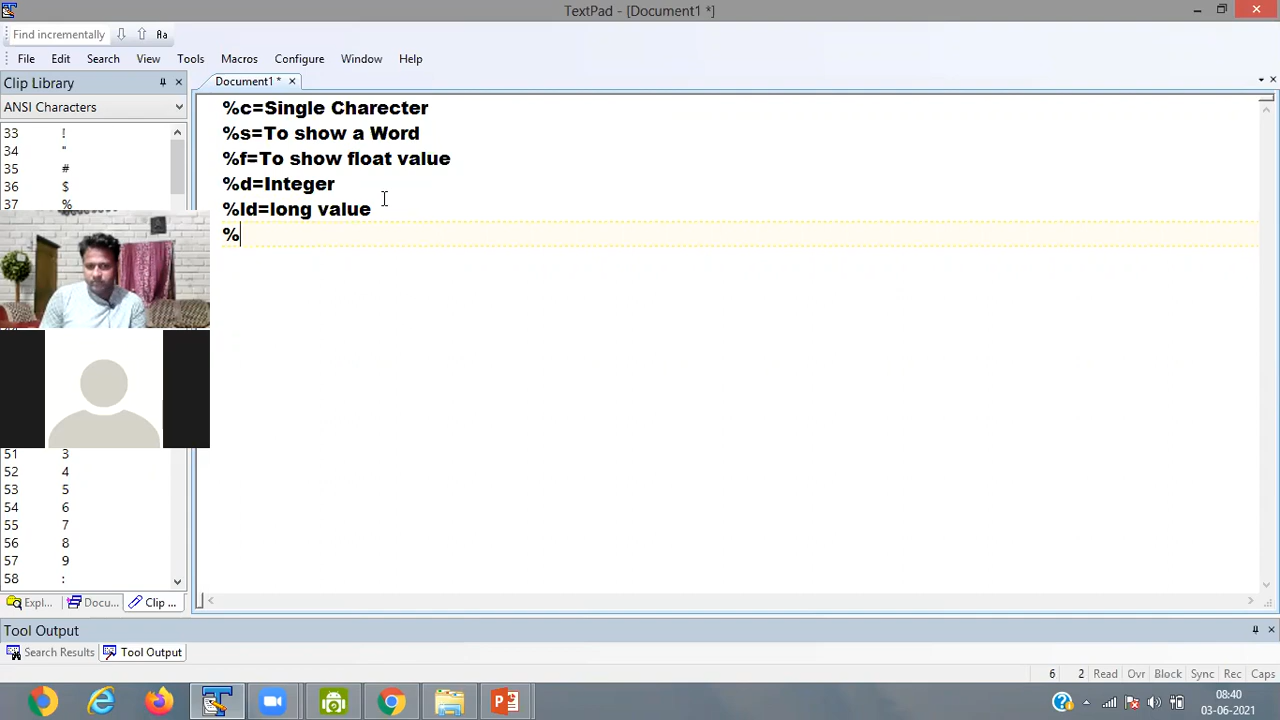 TextPad - [Document1 *]
Find incrementally
Aa
File Edit Search View Tools Macros Configure Window Help
Clip Library
Document1 *
ANSI Characters
33 !
34 "
35 #
36 $
37 %
51 3
52 4
53 5
54 6
55 7
56 8
57 9
58 :
%c=Single Charecter
%s=To show a Word
%f=To show float value
%d=Integer
%ld=long value
%
Expl... Docu... Clip ...
Tool Output
Search Results Tool Output
6 2 Read Ovr Block Sync Rec Caps
08:40
03-06-2021